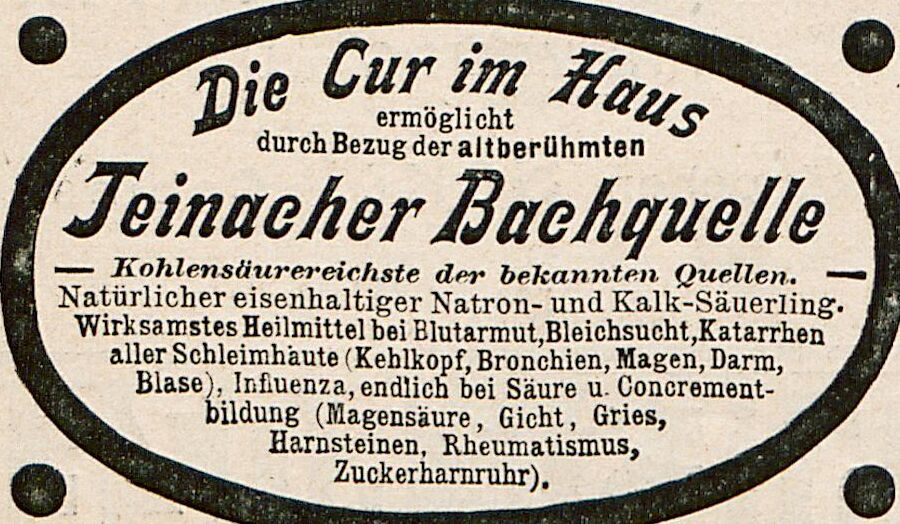 Die Cur im Haus
ermöglicht
durch Bezug der altberühmten
Teinacher Bachquelle
— Kohlensäurereichste der bekannten Quellen. —
Natürlicher eisenhaltiger Natron- und Kalk-Säuerling.
Wirksamstes Heilmittel bei Blutarmut, Bleichsucht, Katarrhen
aller Schleimhäute (Kehlkopf, Bronchien, Magen, Darm,
Blase), Influenza, endlich bei Säure u. Concrement-
bildung (Magensäure, Gicht, Gries,
Harnsteinen, Rheumatismus,
Zuckerharnruhr).